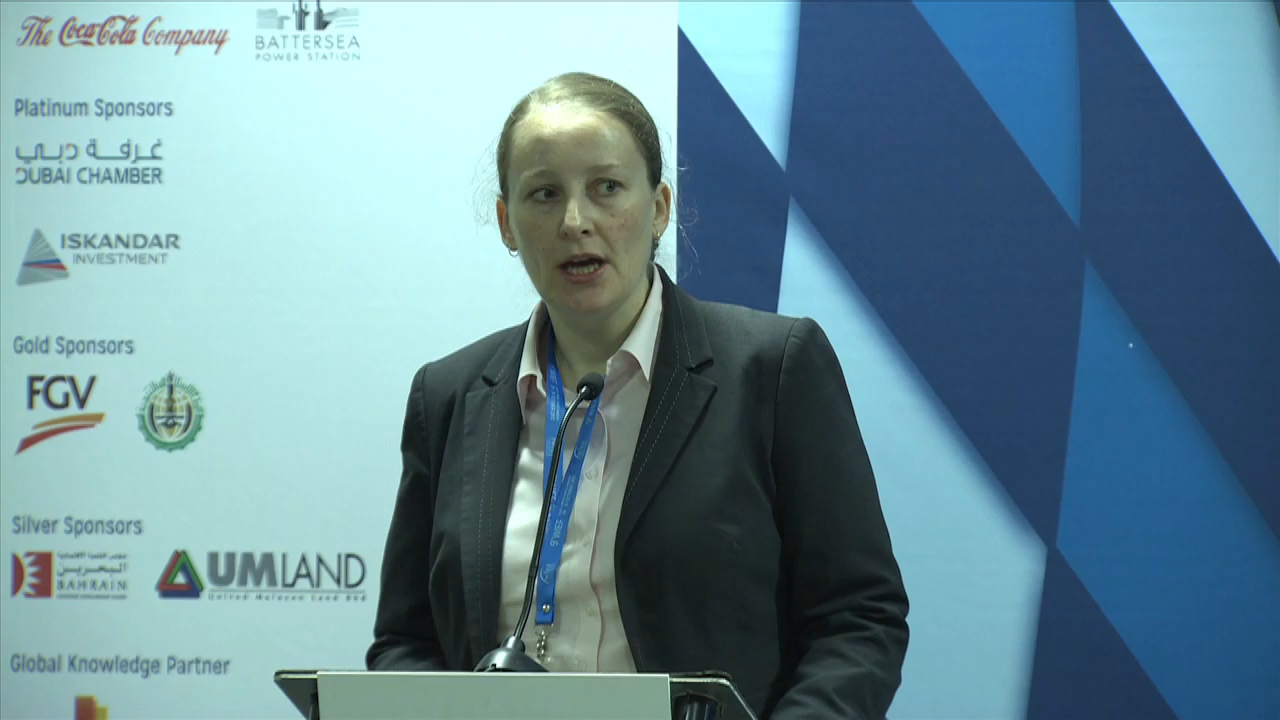 The Coca-Cola Company
BATTERSEA
POWER STATION
Platinum Sponsors
غرفة دبي
DUBAI CHAMBER
ISKANDAR
INVESTMENT
Gold Sponsors
FGV
Silver Sponsors
البحرين
BAHRAIN
UMLAND
United Malayan Land Bhd
Global Knowledge Partner